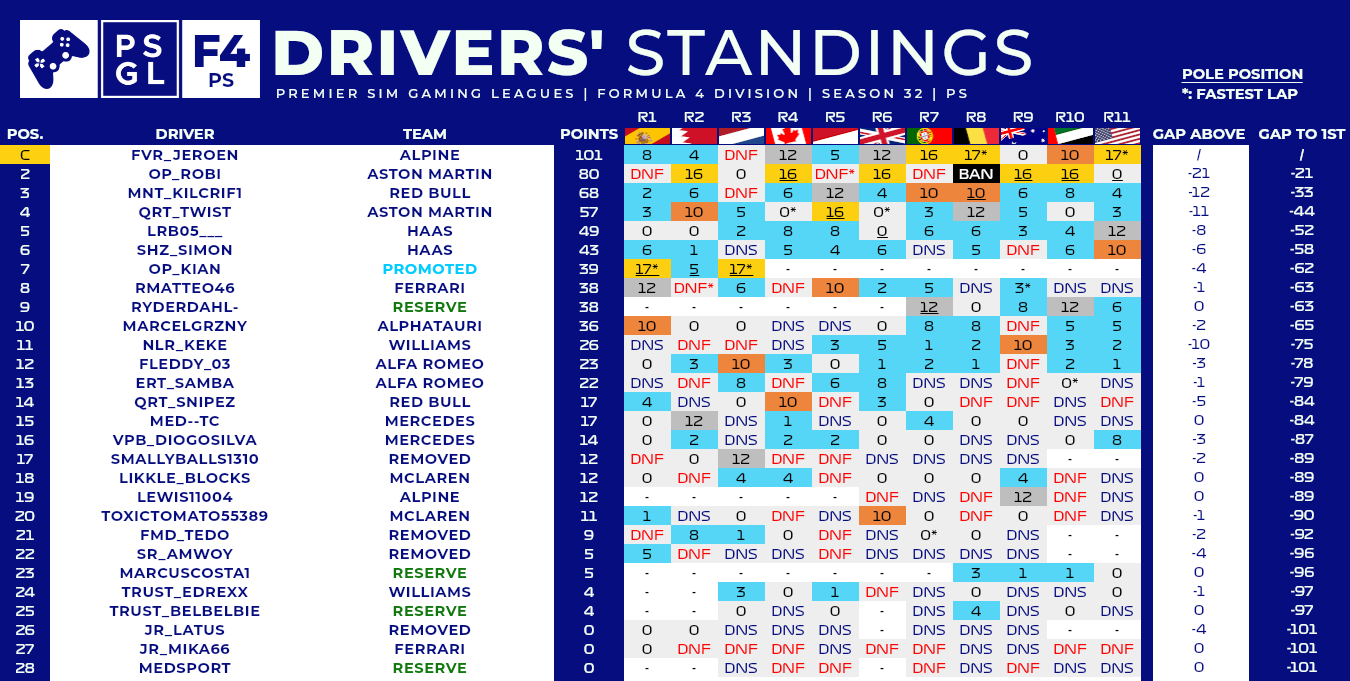 PS GL F4 PS DRIVERS' STANDINGS
PREMIER SIM GAMING LEAGUES | FORMULA 4 DIVISION | SEASON 32 | PS
POLE POSITION
*: FASTEST LAP
R1 R2 R3 R4 R5 R6 R7 R8 R9 R10 R11
POS. DRIVER TEAM POINTS GAP ABOVE GAP TO 1ST
C FVR_JEROEN ALPINE 101 8 4 DNF 12 5 12 16 17* 0 10 17* / /
2 OP_ROBI ASTON MARTIN 80 DNF 16 0 16 DNF* 16 DNF BAN 16 16 0 -21 -21
3 MNT_KILCRIF1 RED BULL 68 2 6 DNF 6 12 4 10 10 6 8 4 -12 -33
4 QRT_TWIST ASTON MARTIN 57 3 10 5 0* 16 0* 3 12 5 0 3 -11 -44
5 LRB05___ HAAS 49 0 0 2 8 8 0 6 6 3 4 12 -8 -52
6 SHZ_SIMON HAAS 43 6 1 DNS 5 4 6 DNS 5 DNF 6 10 -6 -58
7 OP_KIAN PROMOTED 39 17* 5 17* - - - - - - - - -4 -62
8 RMATTEO46 FERRARI 38 12 DNF* 6 DNF 10 2 5 DNS 3* DNS DNS -1 -63
9 RYDERDAHL- RESERVE 38 - - - - - - 12 0 8 12 6 0 -63
10 MARCELGRZNY ALPHATAURI 36 10 0 0 DNS DNS 0 8 8 DNF 5 5 -2 -65
11 NLR_KEKE WILLIAMS 26 DNS DNF DNF DNS 3 5 1 2 10 3 2 -10 -75
12 FLEDDY_03 ALFA ROMEO 23 0 3 10 3 0 1 2 1 DNF 2 1 -3 -78
13 ERT_SAMBA ALFA ROMEO 22 DNS DNF 8 DNF 6 8 DNS DNS DNF 0* DNS -1 -79
14 QRT_SNIPEZ RED BULL 17 4 DNS 0 10 DNF 3 0 DNF DNF DNS DNF -5 -84
15 MED--TC MERCEDES 17 0 12 DNS 1 DNS 0 4 0 0 DNS DNS 0 -84
16 VPB_DIOGOSILVA MERCEDES 14 0 2 DNS 2 2 0 0 DNS DNS 0 8 -3 -87
17 SMALLYBALLS1310 REMOVED 12 DNF 0 12 DNF DNF DNS DNS DNS DNS - - -2 -89
18 LIKKLE_BLOCKS MCLAREN 12 0 DNF 4 4 DNF 0 0 0 4 DNF DNS 0 -89
19 LEWIS11004 ALPINE 12 - - - - - DNF DNS DNF 12 DNF DNS 0 -89
20 TOXICTOMATO55389 MCLAREN 11 1 DNS 0 DNF DNS 10 0 DNF 0 DNF DNS -1 -90
21 FMD_TEDO REMOVED 9 DNF 8 1 0 DNF DNS 0* 0 DNS - - -2 -92
22 SR_AMWOY REMOVED 5 5 DNF DNS DNS DNF DNS DNS DNS DNS - - -4 -96
23 MARCUSCOSTA1 RESERVE 5 - - - - - - - 3 1 1 0 0 -96
24 TRUST_EDREXX WILLIAMS 4 - - 3 0 1 DNF DNS 0 DNS DNS 0 -1 -97
25 TRUST_BELBELBIE RESERVE 4 - - 0 DNS 0 - DNS 4 DNS 0 DNS 0 -97
26 JR_LATUS REMOVED 0 0 0 DNS DNS DNS - DNS DNS DNS - - -4 -101
27 JR_MIKA66 FERRARI 0 0 DNF DNF DNF DNS DNF DNF DNS DNS DNF DNF 0 -101
28 MEDSPORT RESERVE 0 - - DNS DNF DNF - DNF DNS DNF DNS DNS 0 -101